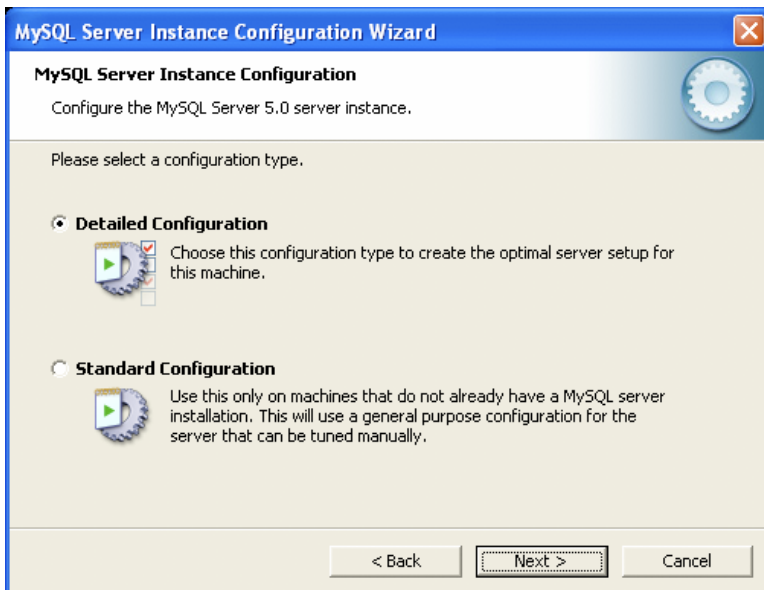 MySQL Server Instance Configuration Wizard
MySQL Server Instance Configuration
Configure the MySQL Server 5.0 server instance.
Please select a configuration type.
Detailed Configuration
Choose this configuration type to create the optimal server setup for
this machine.
Standard Configuration
Use this only on machines that do not already have a MySQL server
installation. This will use a general purpose configuration for the
server that can be tuned manually.
< Back
Next >
Cancel